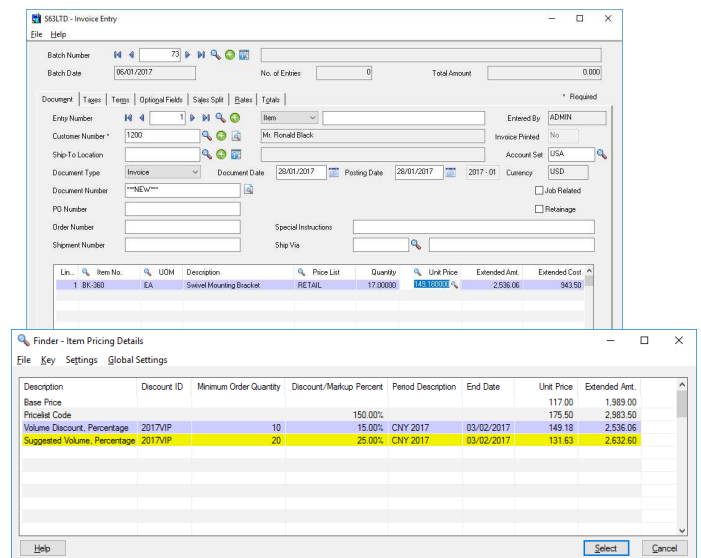 S63LTD - Invoice Entry
File Help
Batch Number 73
Batch Date 06/01/2017 No. of Entries 0 Total Amount 0.000
Document Taxes Terms Optional Fields Sales Split Rates Totals * Required
Entry Number 1 Item Entered By ADMIN
Customer Number * 1200 Mr. Ronald Black Invoice Printed No
Ship-To Location Account Set USA
Document Type Invoice Document Date 28/01/2017 Posting Date 28/01/2017 2017 - 01 Currency USD
Document Number ***NEW*** Job Related
PO Number Retainage
Order Number Special Instructions
Shipment Number Ship Via
Lin... Item No. UOM Description Price List Quantity Unit Price Extended Amt. Extended Cost
1 BK-360 EA Swivel Mounting Bracket RETAIL 17.00000 149.180000 2,536.06 943.50
Finder - Item Pricing Details
File Key Settings Global Settings
Description Discount ID Minimum Order Quantity Discount/Markup Percent Period Description End Date Unit Price Extended Amt.
Base Price 117.00 1,989.00
Pricelist Code 150.00% 175.50 2,983.50
Volume Discount, Percentage 2017VIP 10 15.00% CNY 2017 03/02/2017 149.18 2,536.06
Suggested Volume, Percentage 2017VIP 20 25.00% CNY 2017 03/02/2017 131.63 2,632.60
Help Select Cancel